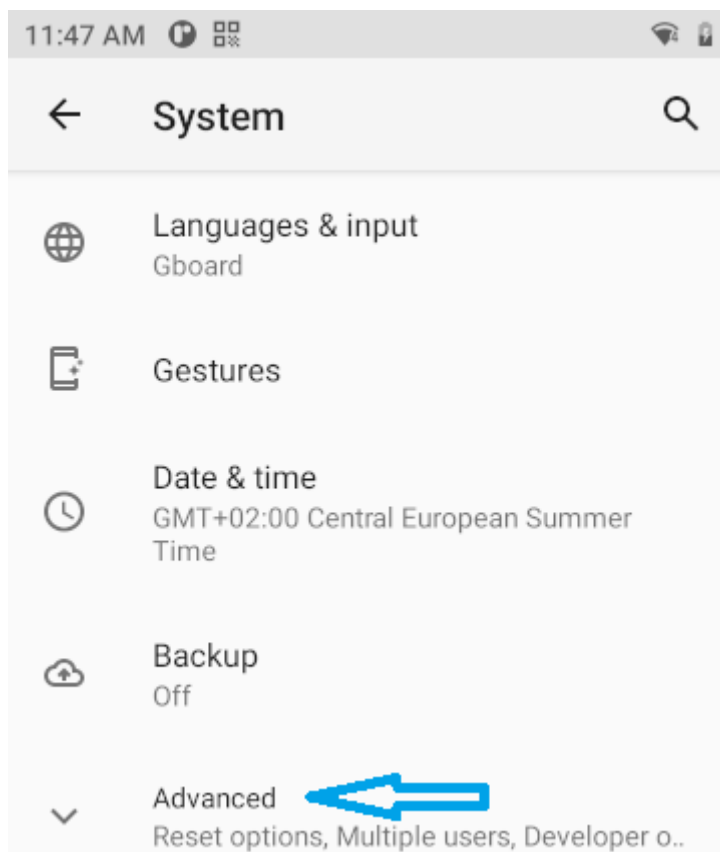 11:47 AM
System
Languages & input
Gboard
Gestures
Date & time
GMT+02:00 Central European Summer
Time
Backup
Off
Advanced
Reset options, Multiple users, Developer o..